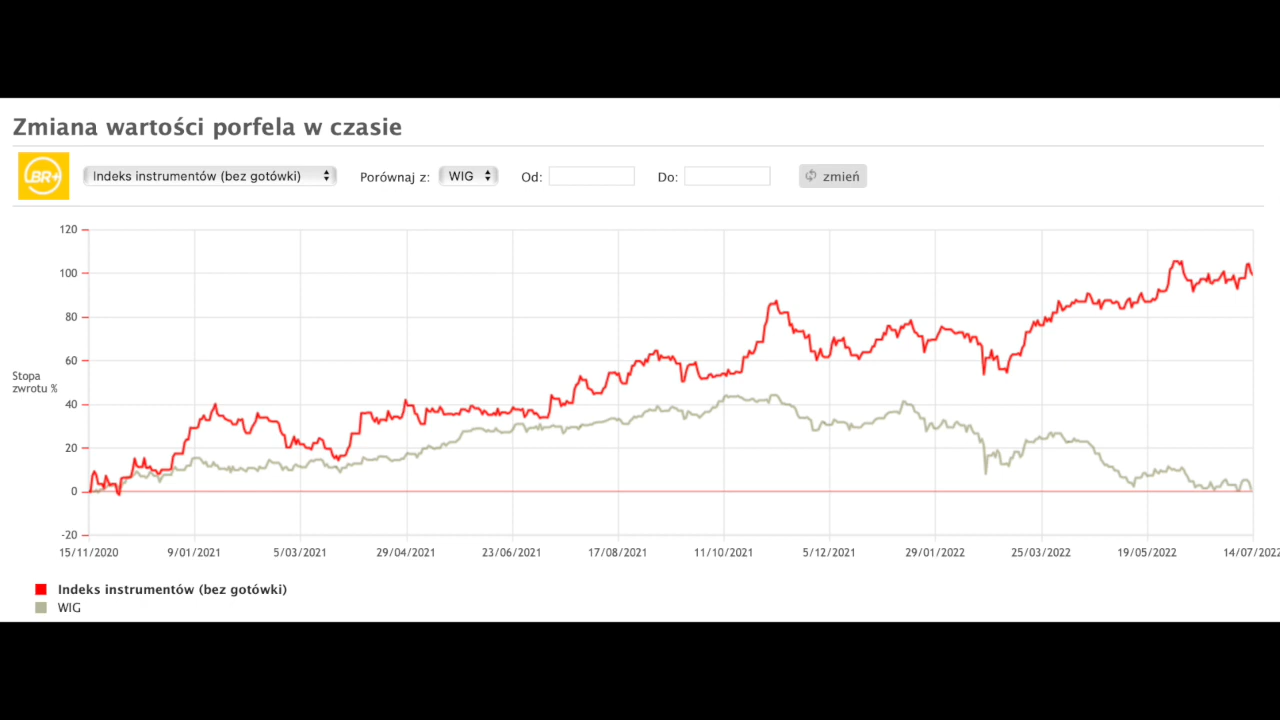 Zmiana wartości porfela w czasie
BR+ Indeks instrumentów (bez gotówki) Porównaj z: WIG Od: Do: zmień
120
100
80
60
Stopa
zwrotu %
40
20
0
-20
15/11/2020 9/01/2021 5/03/2021 29/04/2021 23/06/2021 17/08/2021 11/10/2021 5/12/2021 29/01/2022 25/03/2022 19/05/2022 14/07/2022
Indeks instrumentów (bez gotówki)
WIG